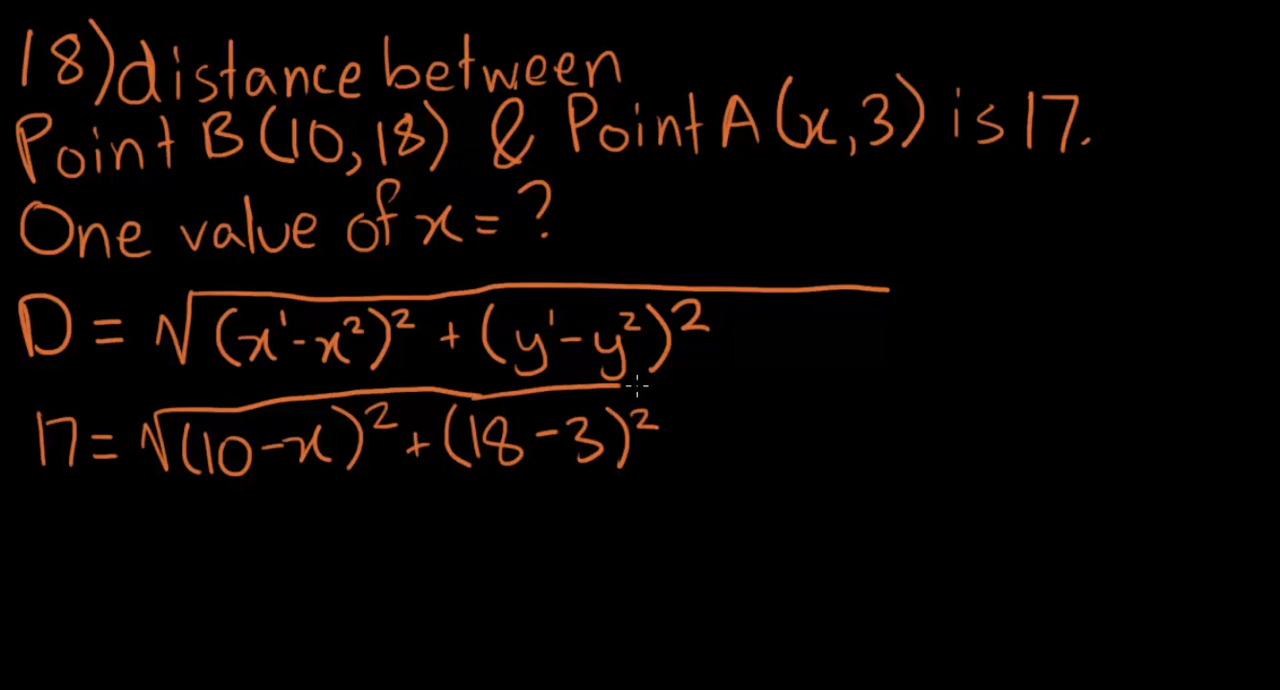 18) distance between
Point B (10, 18) & Point A (x, 3) is 17.
One value of x = ?
D = √(x¹ - x²)² + (y¹ - y²)²
17 = √(10 - x)² + (18 - 3)²